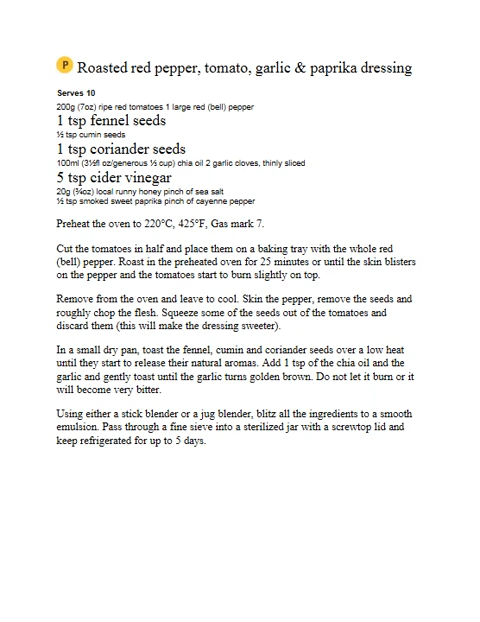 P Roasted red pepper, tomato, garlic & paprika dressing
Serves 10
200g (7oz) ripe red tomatoes 1 large red (bell) pepper
1 tsp fennel seeds
½ tsp cumin seeds
1 tsp coriander seeds
100ml (3½fl oz/generous ⅓ cup) chia oil 2 garlic cloves, thinly sliced
5 tsp cider vinegar
20g (¾oz) local runny honey pinch of sea salt
½ tsp smoked sweet paprika pinch of cayenne pepper
Preheat the oven to 220°C, 425°F, Gas mark 7.
Cut the tomatoes in half and place them on a baking tray with the whole red
(bell) pepper. Roast in the preheated oven for 25 minutes or until the skin blisters
on the pepper and the tomatoes start to burn slightly on top.
Remove from the oven and leave to cool. Skin the pepper, remove the seeds and
roughly chop the flesh. Squeeze some of the seeds out of the tomatoes and
discard them (this will make the dressing sweeter).
In a small dry pan, toast the fennel, cumin and coriander seeds over a low heat
until they start to release their natural aromas. Add 1 tsp of the chia oil and the
garlic and gently toast until the garlic turns golden brown. Do not let it burn or it
will become very bitter.
Using either a stick blender or a jug blender, blitz all the ingredients to a smooth
emulsion. Pass through a fine sieve into a sterilized jar with a screwtop lid and
keep refrigerated for up to 5 days.